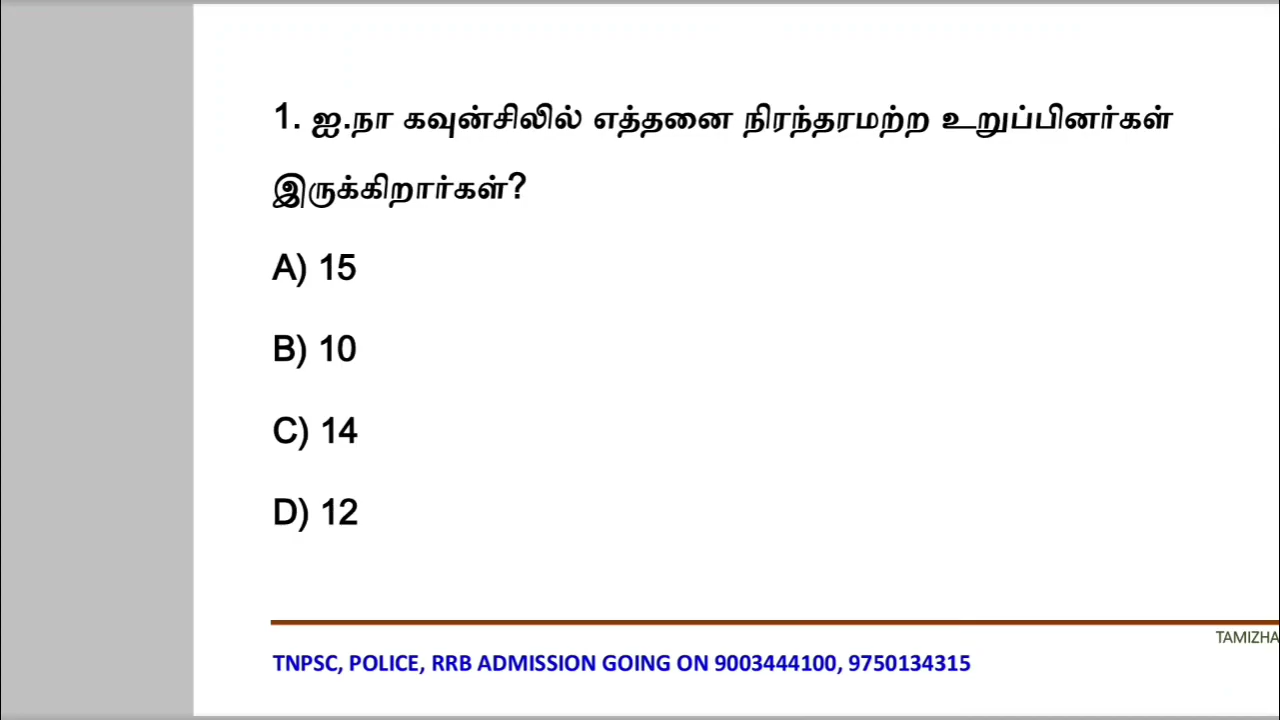 1. ஐ.நா கவுன்சிலில் எத்தனை நிரந்தரமற்ற உறுப்பினர்கள்
இருக்கிறார்கள்?
A) 15
B) 10
C) 14
D) 12
TAMIZHA
TNPSC, POLICE, RRB ADMISSION GOING ON 9003444100, 9750134315